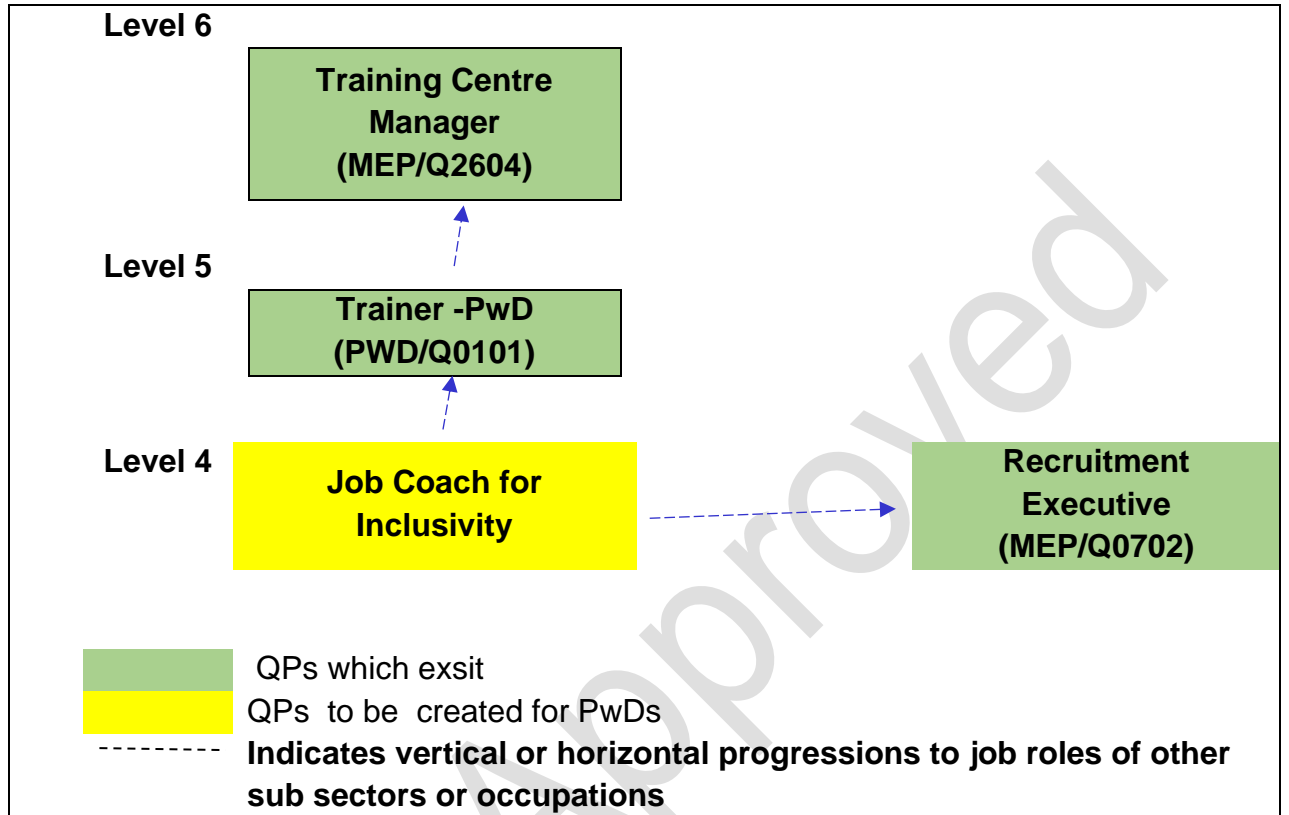 Level 6
Training Centre
Manager
(MEP/Q2604)
Level 5
Trainer -PwD
(PWD/Q0101)
Level 4
Job Coach for
Inclusivity
Recruitment
Executive
(MEP/Q0702)
QPs which exsit
QPs to be created for PwDs
Indicates vertical or horizontal progressions to job roles of other
sub sectors or occupations
Approved